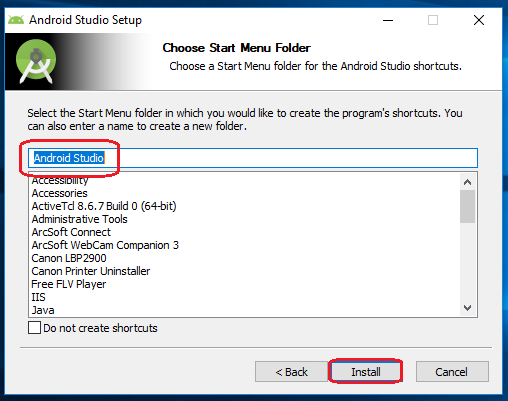 Android Studio Setup
Choose Start Menu Folder
Choose a Start Menu folder for the Android Studio shortcuts.
Select the Start Menu folder in which you would like to create the program's shortcuts. You
can also enter a name to create a new folder.
Android Studio
Accessibility
Accessories
ActiveTcl 8.6.7 Build 0 (64-bit)
Administrative Tools
ArcSoft Connect
ArcSoft WebCam Companion 3
Canon LBP2900
Canon Printer Uninstaller
Free FLV Player
IIS
Java
Do not create shortcuts
< Back
Install
Cancel